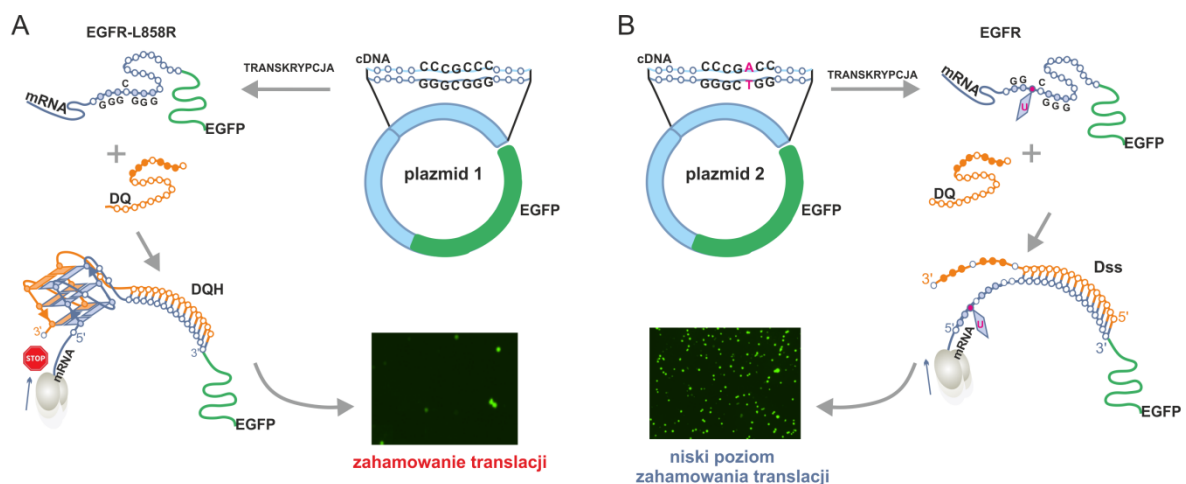 A
EGFR-L858R
mRNA
C
GGG GGG
EGFP
TRANSKRYPCJA
cDNA
CCCGCCC
GGGCGGG
plazmid 1
EGFP
+
DQ
DQH
3'
5'
STOP
mRNA
3'
EGFP
zahamowanie translacji
B
cDNA
CCCGACC
GGGCTGG
TRANSKRYPCJA
plazmid 2
EGFP
EGFR
mRNA
GG C
U
GGG
EGFP
+
DQ
Dss
3'
5'
U
5'
3'
mRNA
EGFP
niski poziom
zahamowania translacji